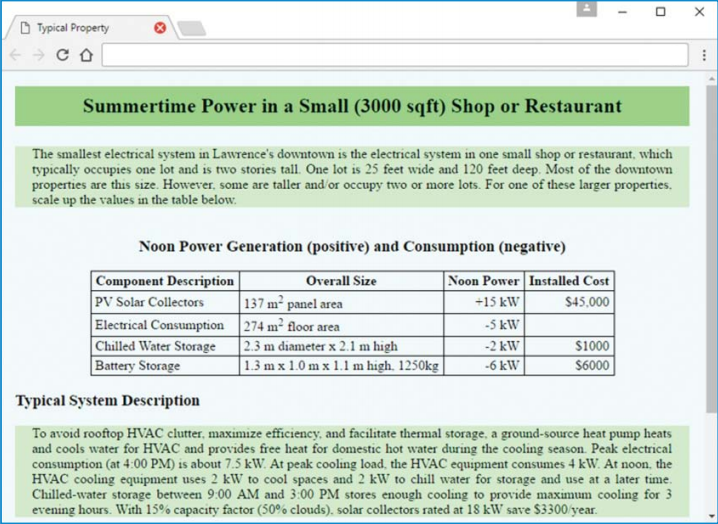 Typical Property
Summertime Power in a Small (3000 sqft) Shop or Restaurant
The smallest electrical system in Lawrence's downtown is the electrical system in one small shop or restaurant, which
typically occupies one lot and is two stories tall. One lot is 25 feet wide and 120 feet deep. Most of the downtown
properties are this size. However, some are taller and/or occupy two or more lots. For one of these larger properties,
scale up the values in the table below.
Noon Power Generation (positive) and Consumption (negative)
Component Description Overall Size Noon Power Installed Cost
PV Solar Collectors 137 m² panel area +15 kW $45,000
Electrical Consumption 274 m² floor area -5 kW
Chilled Water Storage 2.3 m diameter x 2.1 m high -2 kW $1000
Battery Storage 1.3 m x 1.0 m x 1.1 m high, 1250kg -6 kW $6000
Typical System Description
To avoid rooftop HVAC clutter, maximize efficiency, and facilitate thermal storage, a ground-source heat pump heats
and cools water for HVAC and provides free heat for domestic hot water during the cooling season. Peak electrical
consumption (at 4:00 PM) is about 7.5 kW. At peak cooling load, the HVAC equipment consumes 4 kW. At noon, the
HVAC cooling equipment uses 2 kW to cool spaces and 2 kW to chill water for storage and use at a later time.
Chilled-water storage between 9:00 AM and 3:00 PM stores enough cooling to provide maximum cooling for 3
evening hours. With 15% capacity factor (50% clouds), solar collectors rated at 18 kW save $3300/year.